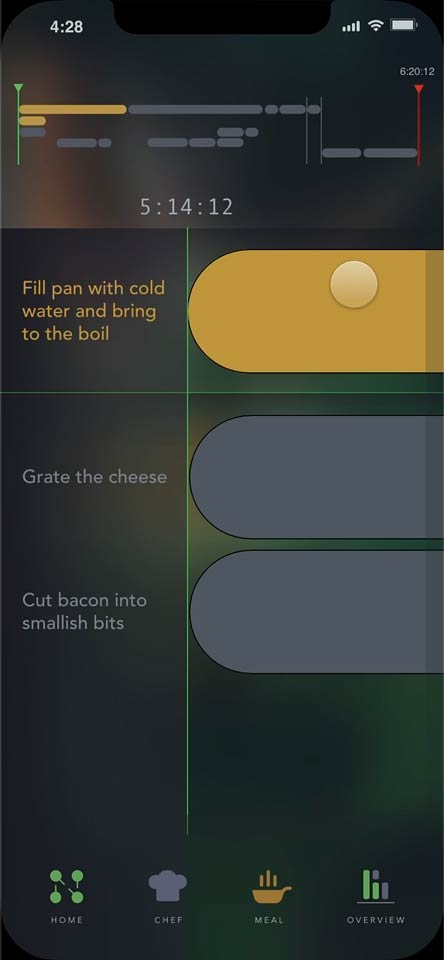 4:28
6:20:12
5:14:12
Fill pan with cold
water and bring
to the boil
Grate the cheese
Cut bacon into
smallish bits
HOME
CHEF
MEAL
OVERVIEW